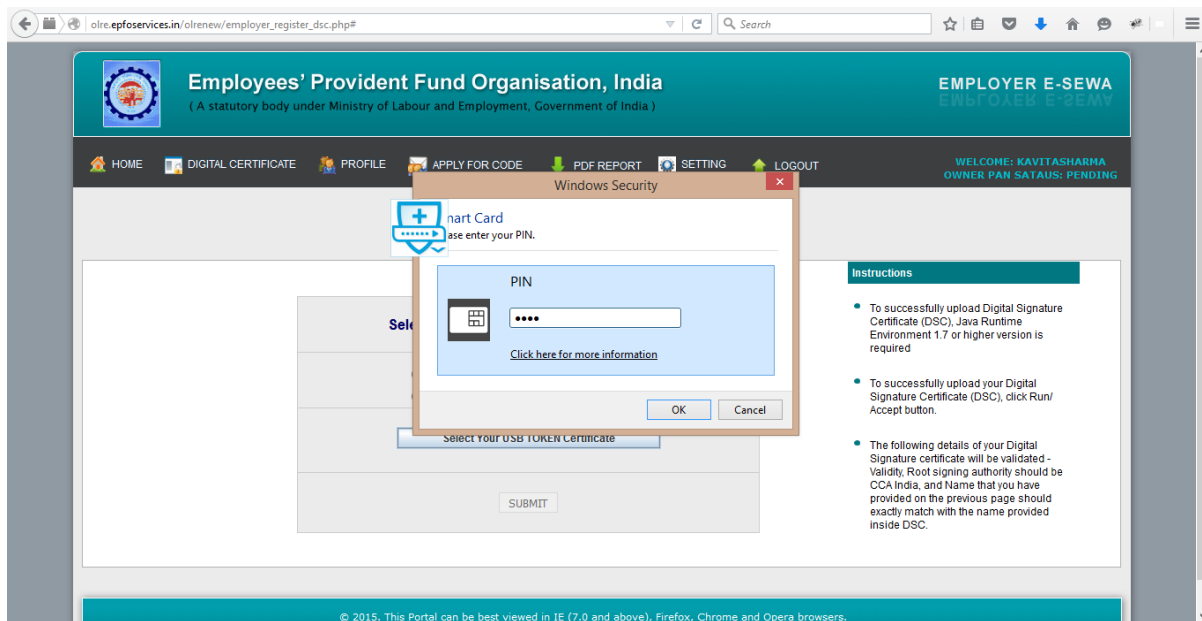 olre.epfoservices.in/olrenew/employer_register_dsc.php#
Search
Employees' Provident Fund Organisation, India
( A statutory body under Ministry of Labour and Employment, Government of India )
EMPLOYER E-SEWA
HOME DIGITAL CERTIFICATE PROFILE APPLY FOR CODE PDF REPORT SETTING LOGOUT
WELCOME: KAVITASHARMA
OWNER PAN SATAUS: PENDING
Windows Security
mart Card
ase enter your PIN.
PIN
Click here for more information
OK Cancel
Sele
Select Your USB TOKEN Certificate
SUBMIT
Instructions
To successfully upload Digital Signature
Certificate (DSC), Java Runtime
Environment 1.7 or higher version is
required
To successfully upload your Digital
Signature Certificate (DSC), click Run/
Accept button.
The following details of your Digital
Signature certificate will be validated -
Validity, Root signing authority should be
CCA India, and Name that you have
provided on the previous page should
exactly match with the name provided
inside DSC.
© 2015. This Portal can be best viewed in IE (7.0 and above), Firefox, Chrome and Opera browsers.